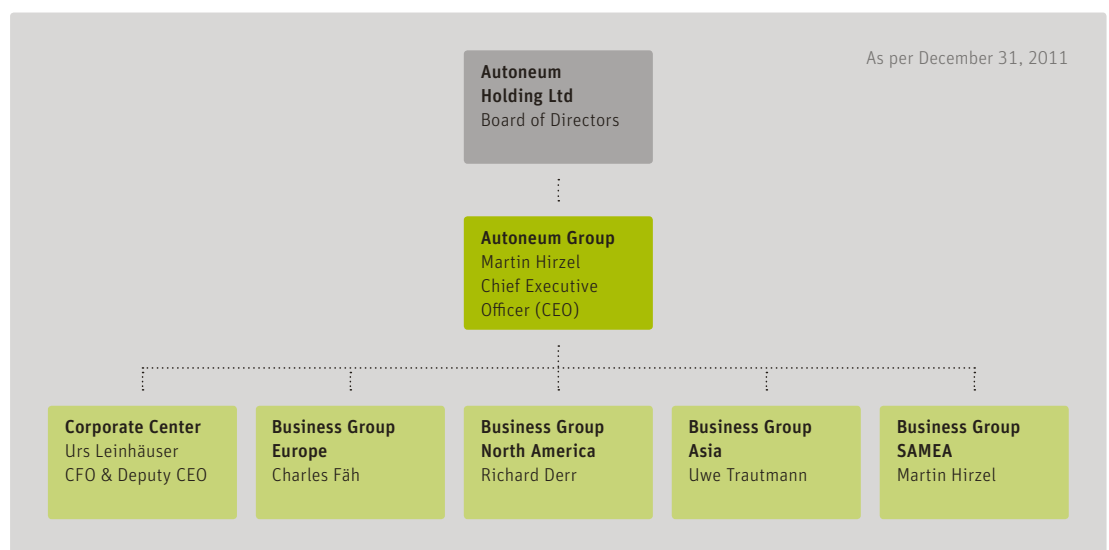 As per December 31, 2011
Autoneum
Holding Ltd
Board of Directors
Autoneum Group
Martin Hirzel
Chief Executive
Officer (CEO)
Corporate Center
Urs Leinhäuser
CFO & Deputy CEO
Business Group
Europe
Charles Fäh
Business Group
North America
Richard Derr
Business Group
Asia
Uwe Trautmann
Business Group
SAMEA
Martin Hirzel